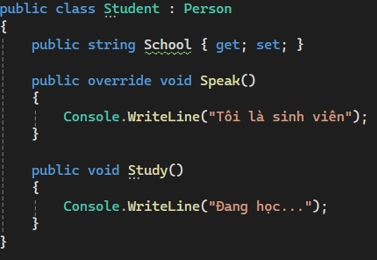 public class Student : Person
{
public string School { get; set; }
public override void Speak()
{
Console.WriteLine("Tôi là sinh viên");
}
public void Study()
{
Console.WriteLine("Đang học...");
}
}